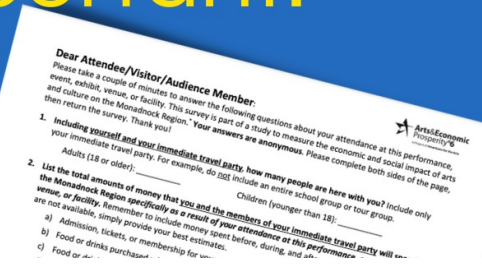 Dear Attendee/Visitor/Audience Member:
Please take a couple of minutes to answer the following questions about your attendance at this performance,
event, exhibit, venue, or facility. This survey is part of a study to measure the economic and social impact of arts
and culture on the Monadnock Region.* Your answers are anonymous. Please complete both sides of the page,
then return the survey. Thank you!
Arts&Economic
Prosperity®6
1. Including yourself and your immediate travel party, how many people are here with you? Include only
your immediate travel party. For example, do not include an entire school group or tour group.
Adults (18 or older): Children (younger than 18):
2. List the total amounts of money that you and the members of your immediate travel party will
the Monadnock Region specifically as a result of your attendance at this performance
venue, or facility. Remember to include money spent before, during, and
are not available, simply provide your best estimates.
a) Admission, tickets, or membership for
b) Food or drinks purchased
c) Food or